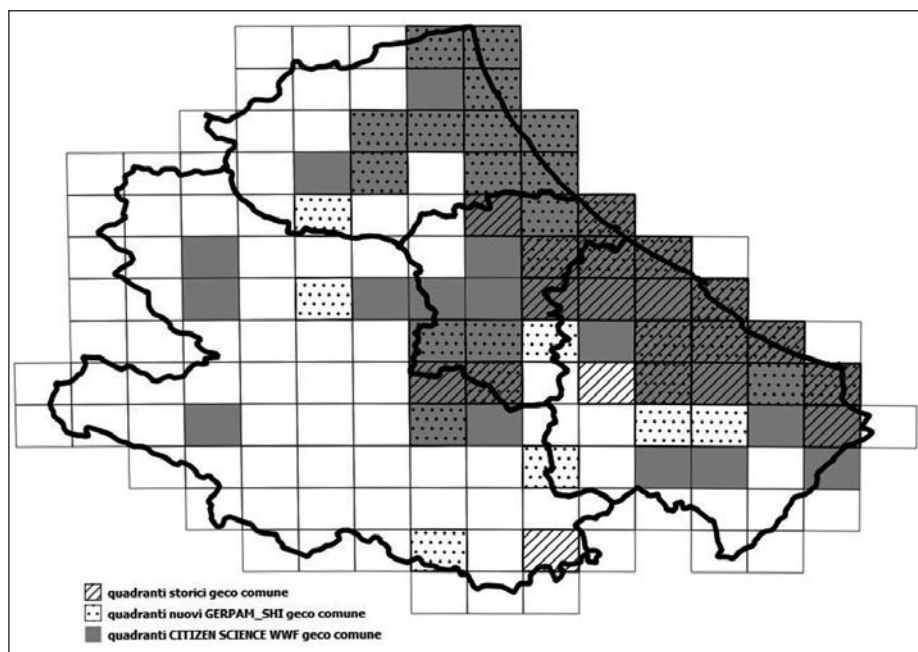 quadranti storici geco comune
quadranti nuovi GERPAM_SHI geco comune
quadranti CITIZEN SCIENCE WWF geco comune